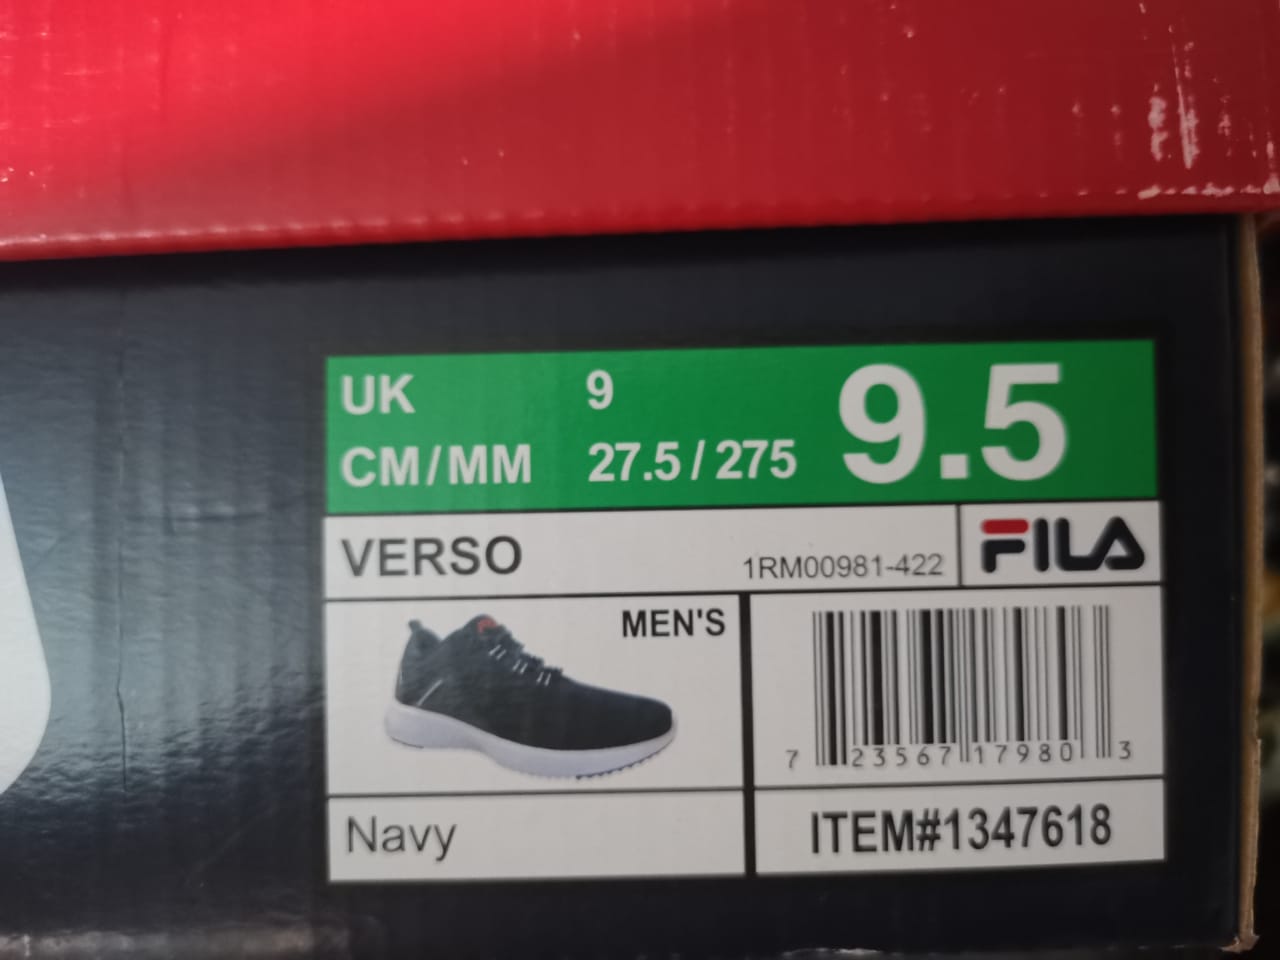 UK 9
CM/MM 27.5 / 275
9.5
VERSO
1RM00981-422
FILA
MEN'S
7 23567 17980 3
Navy
ITEM#1347618